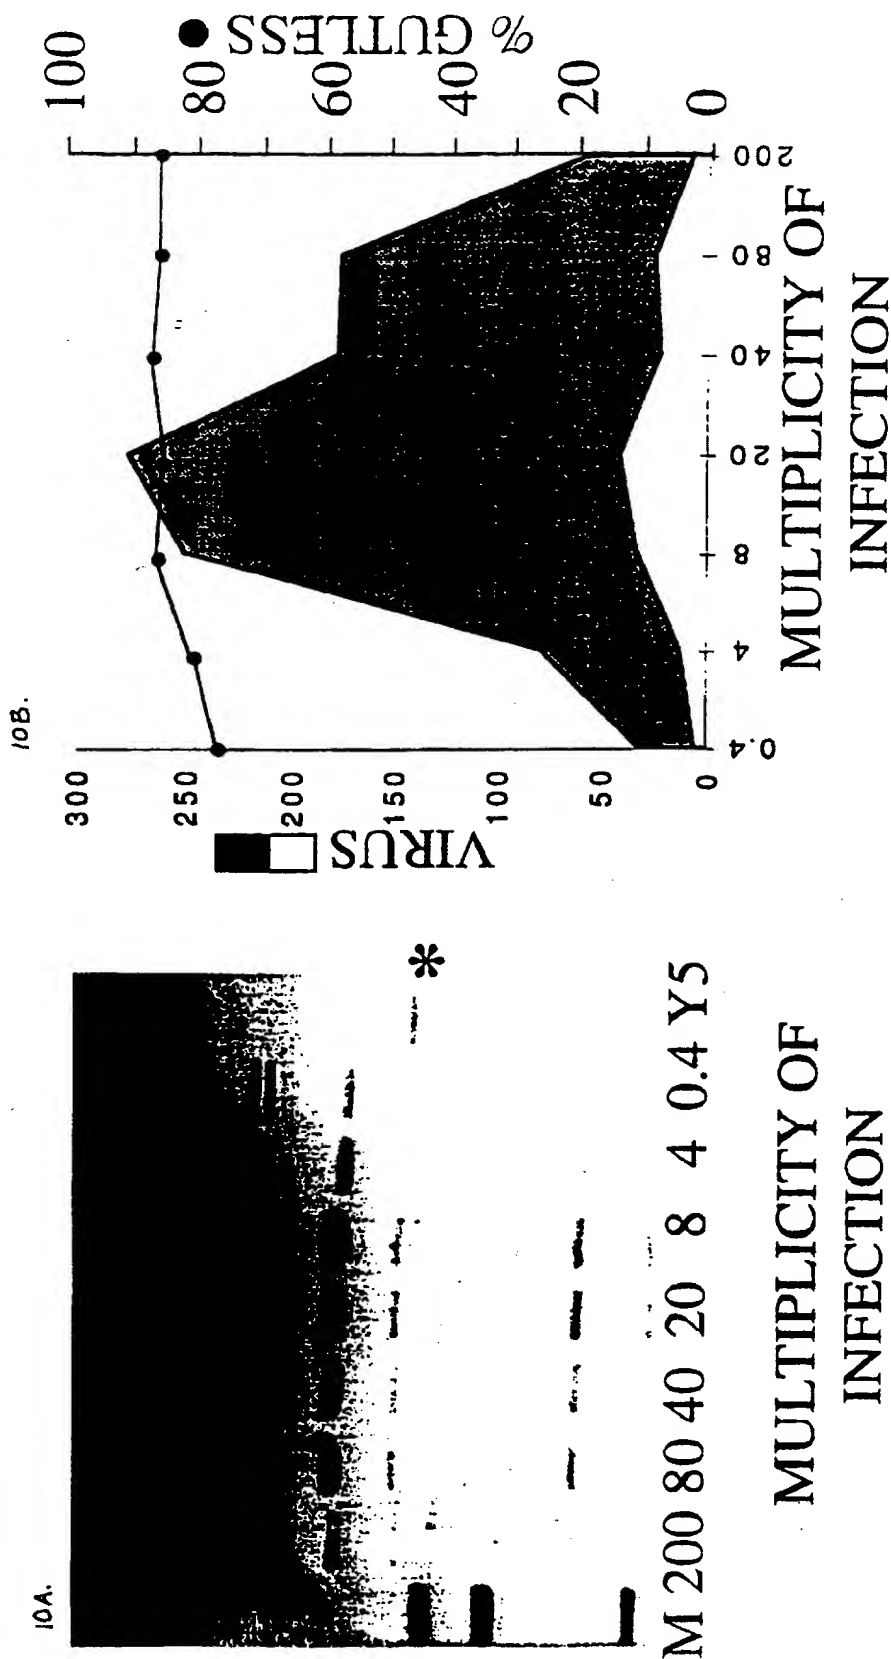 10A.
*
M 200 80 40 20 8 4 0.4 Y5
MULTIPLICITY OF
INFECTION
10B.
300
250
200
150
100
50
0
VIRUS
100
80
60
40
20
0
% GUTLESS
0.4 4 8 20 40 80 200
MULTIPLICITY OF
INFECTION